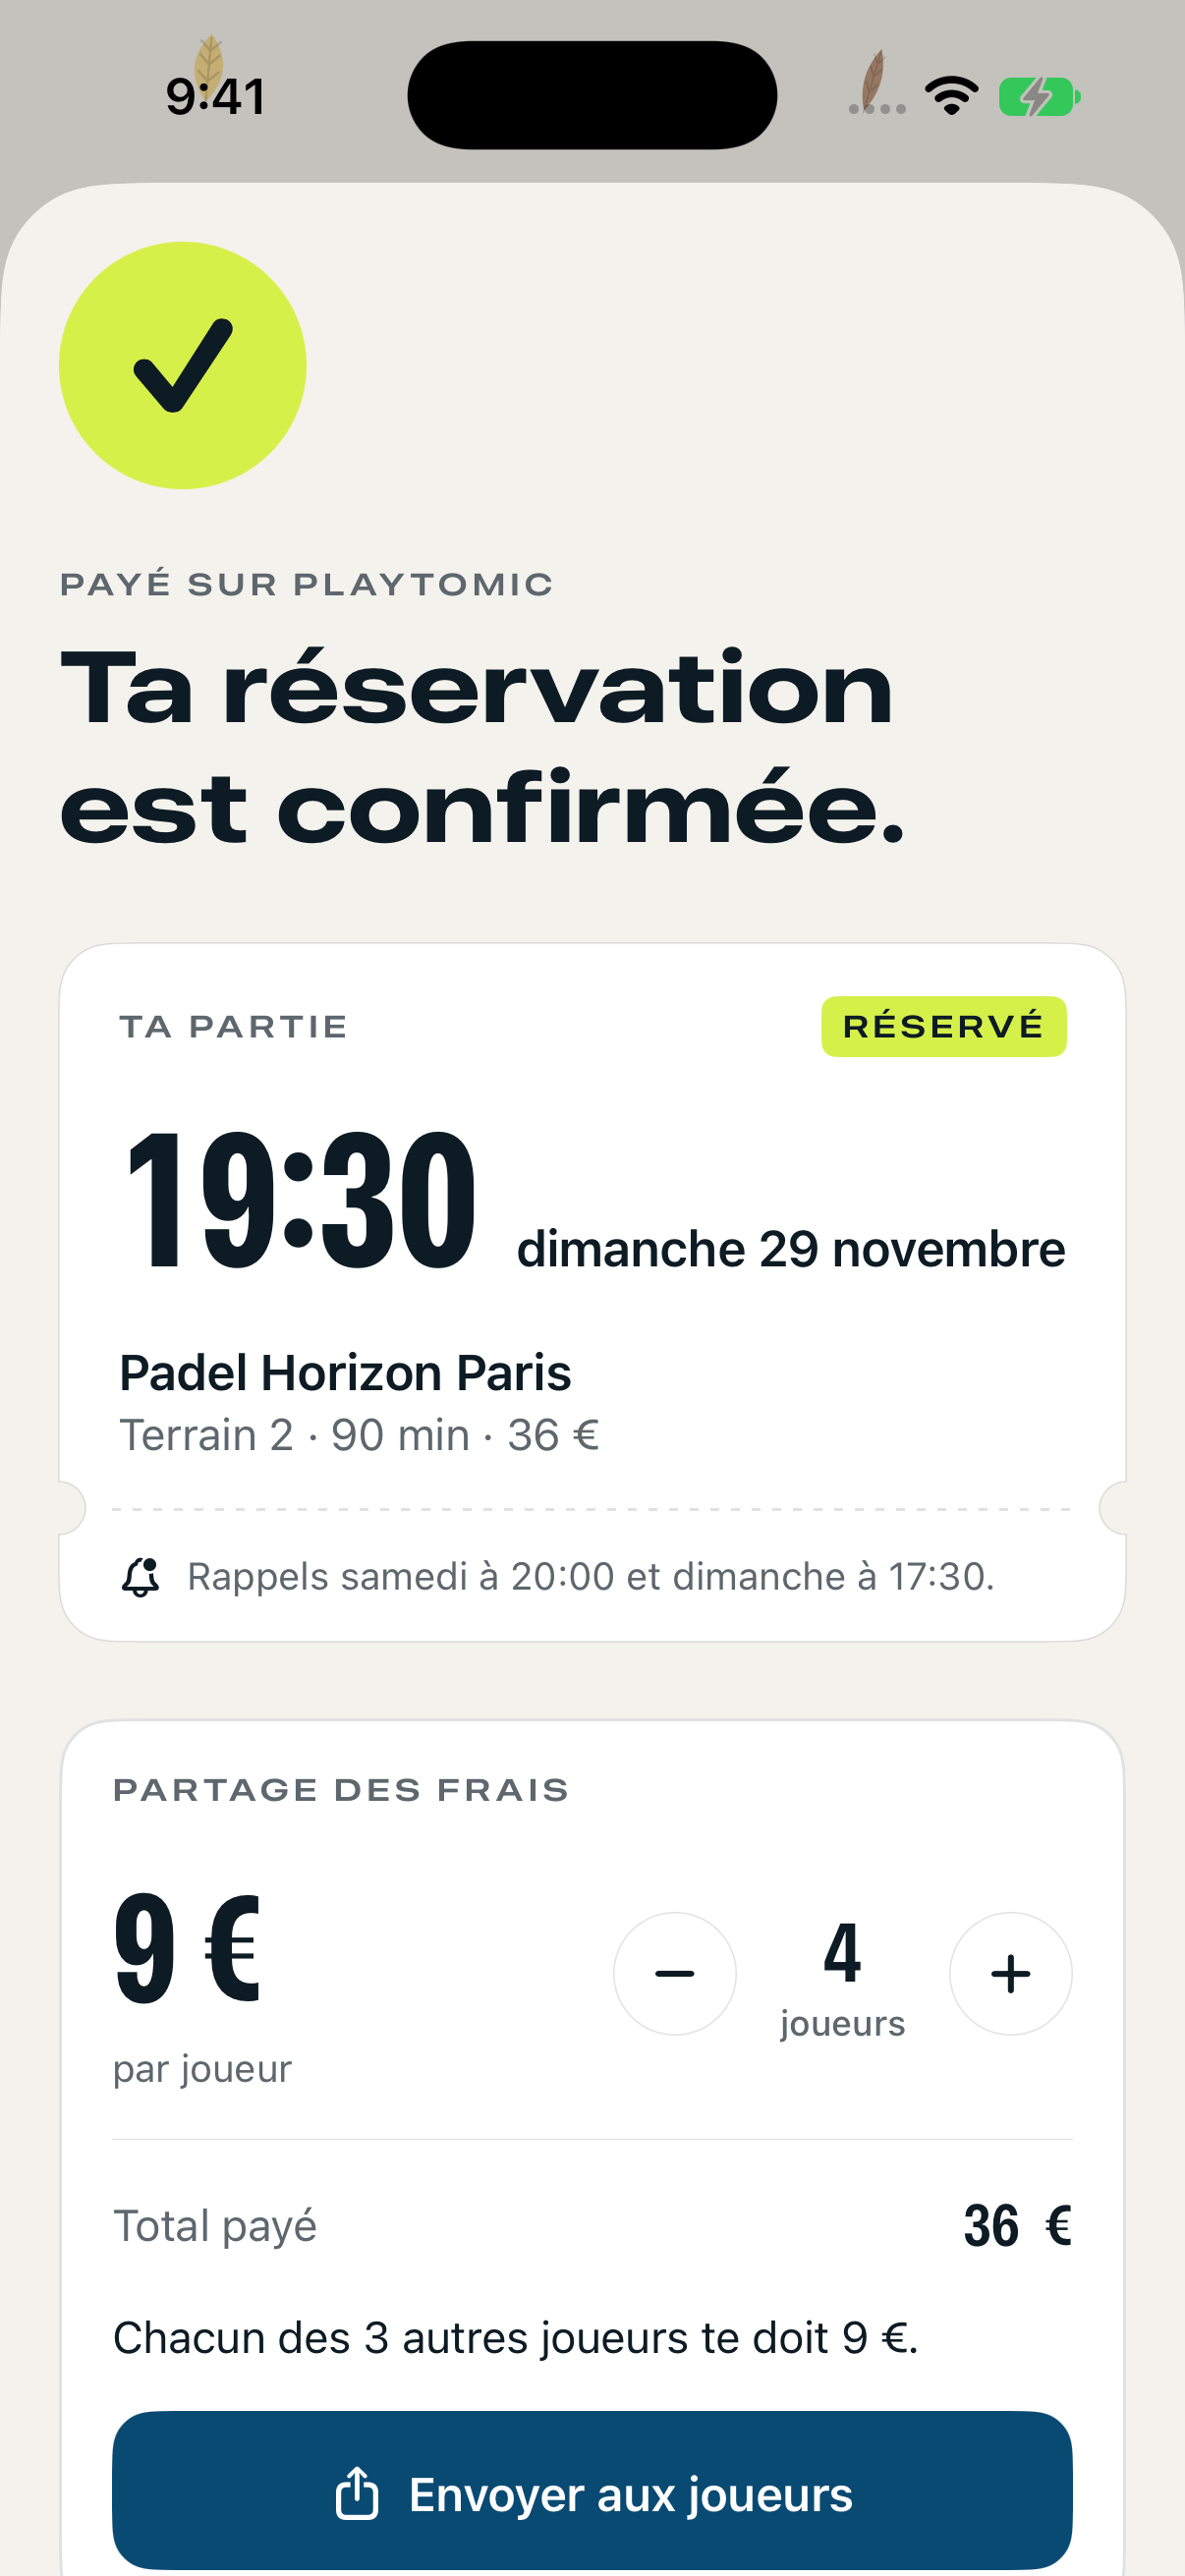 9:41
PAYÉ SUR PLAYTOMIC
Ta réservation
est confirmée.
TA PARTIE
RÉSERVÉ
19:30 dimanche 29 novembre
Padel Horizon Paris
Terrain 2 · 90 min · 36 €
Rappels samedi à 20:00 et dimanche à 17:30.
PARTAGE DES FRAIS
9 €
par joueur
4
joueurs
Total payé 36 €
Chacun des 3 autres joueurs te doit 9 €.
Envoyer aux joueurs